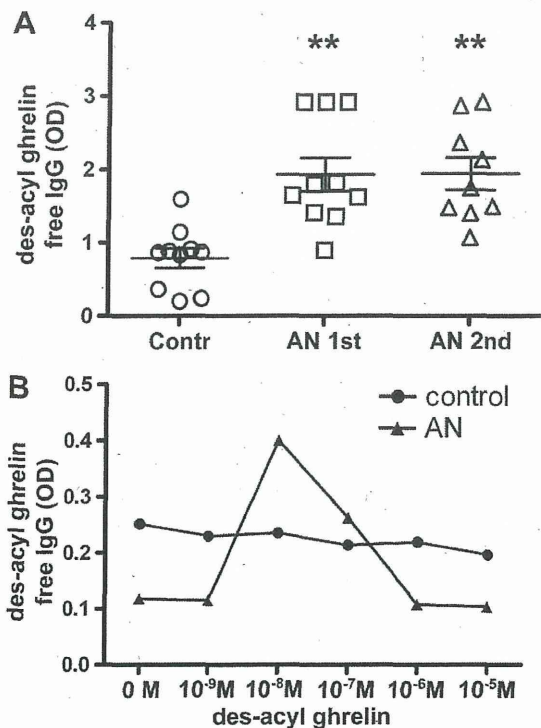 A
des-acyl ghrelin
free IgG (OD)
4
3
2
1
0
**
**
Contr
AN 1st
AN 2nd
B
des-acyl ghrelin
free IgG (OD)
0.5
0.4
0.3
0.2
0.1
0.0
control
AN
0 M
10⁻⁹M
10⁻⁸M
10⁻⁷M
10⁻⁶M
10⁻⁵M
des-acyl ghrelin